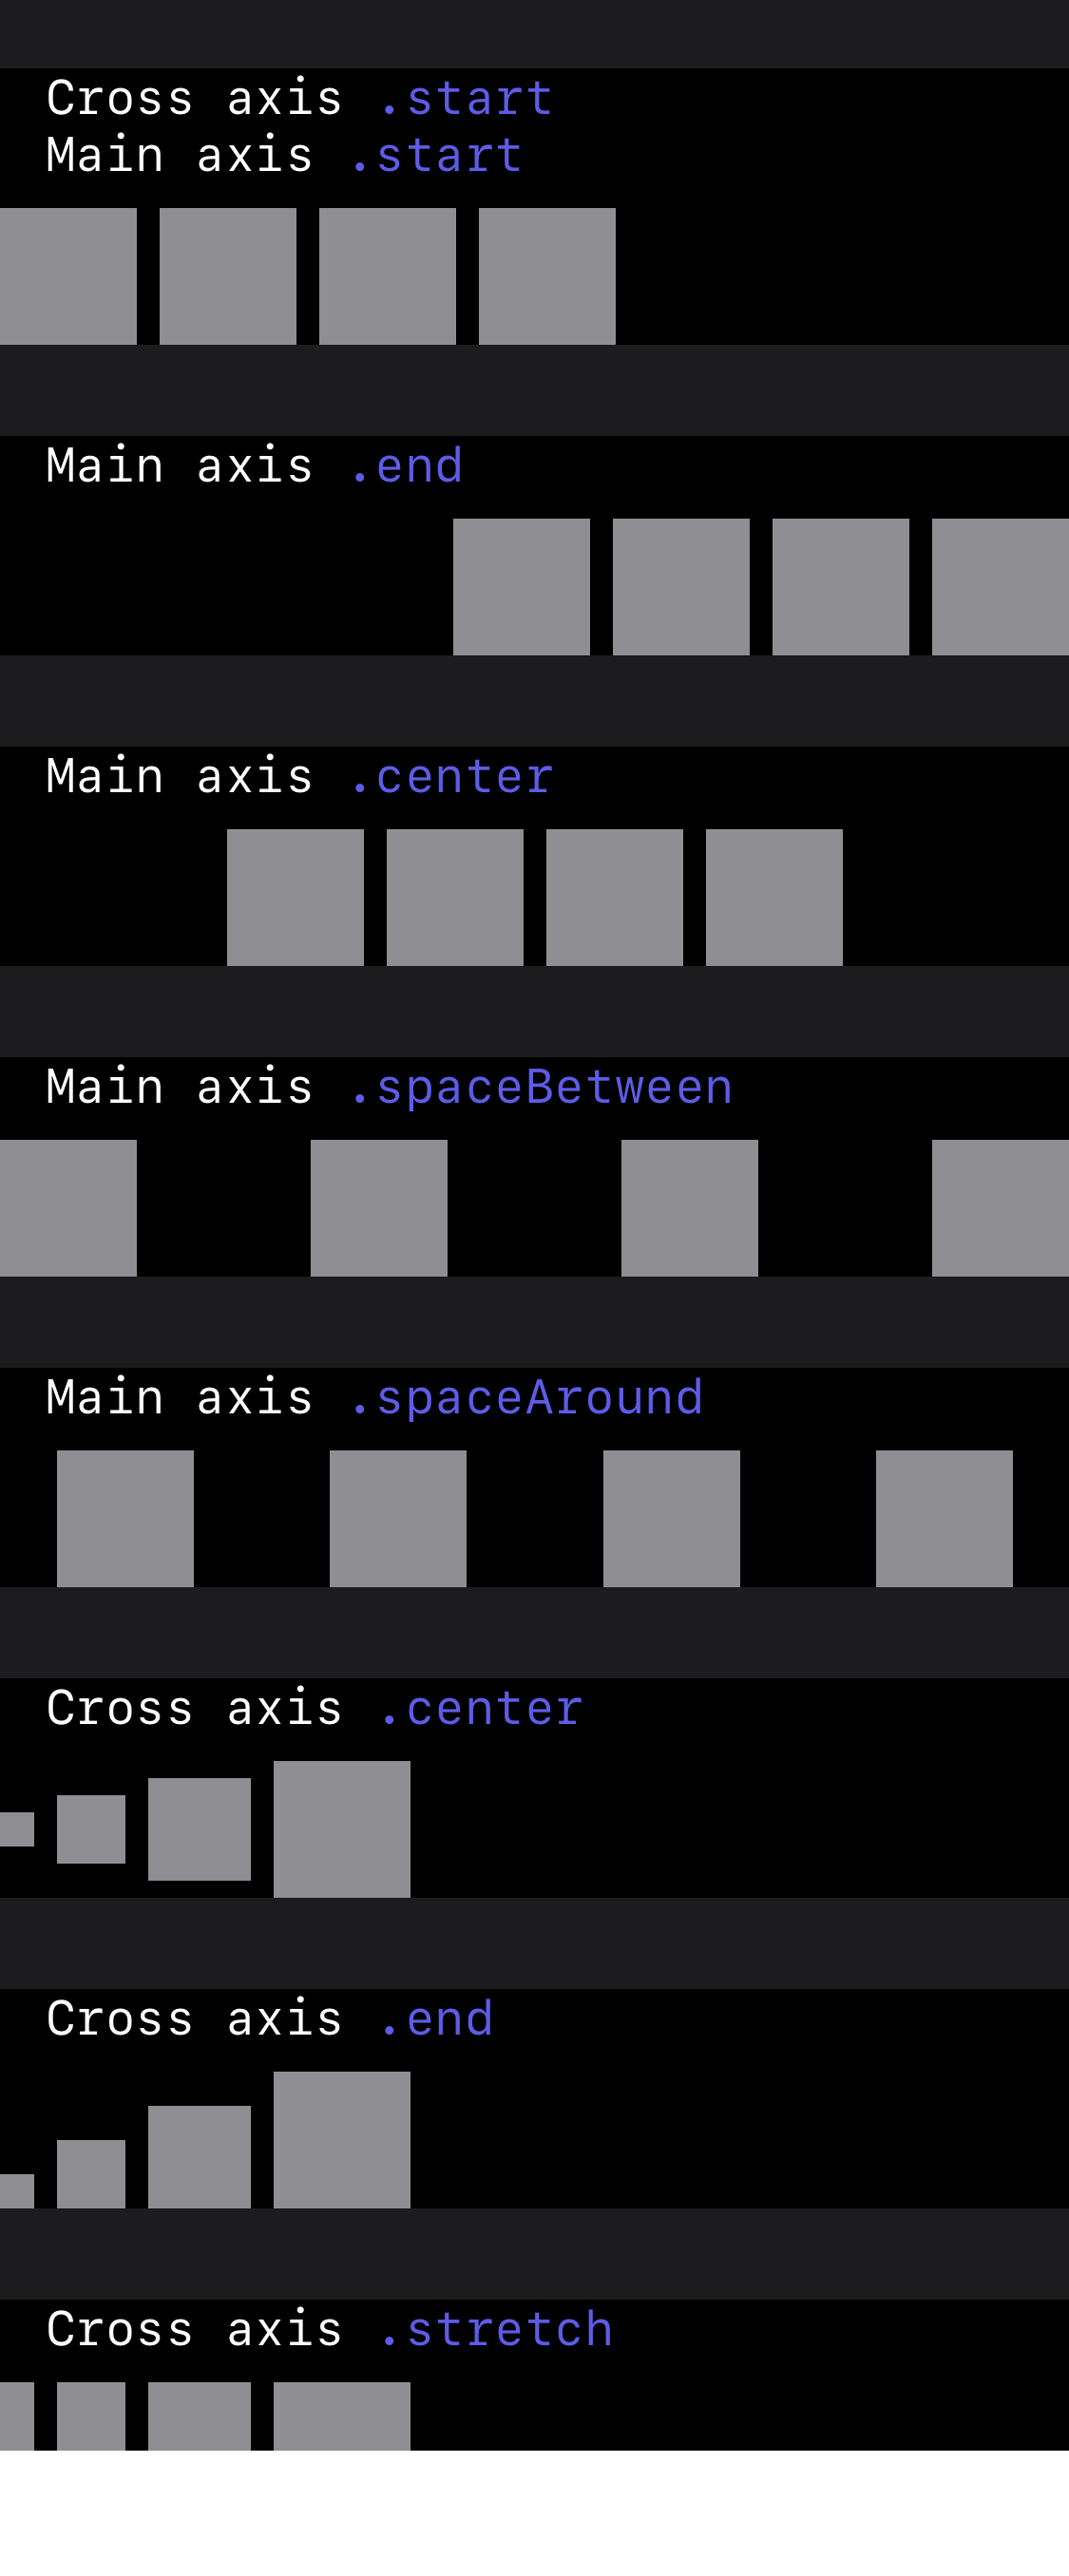 Cross axis .start
Main axis .start
Main axis .end
Main axis .center
Main axis .spaceBetween
Main axis .spaceAround
Cross axis .center
Cross axis .end
Cross axis .stretch